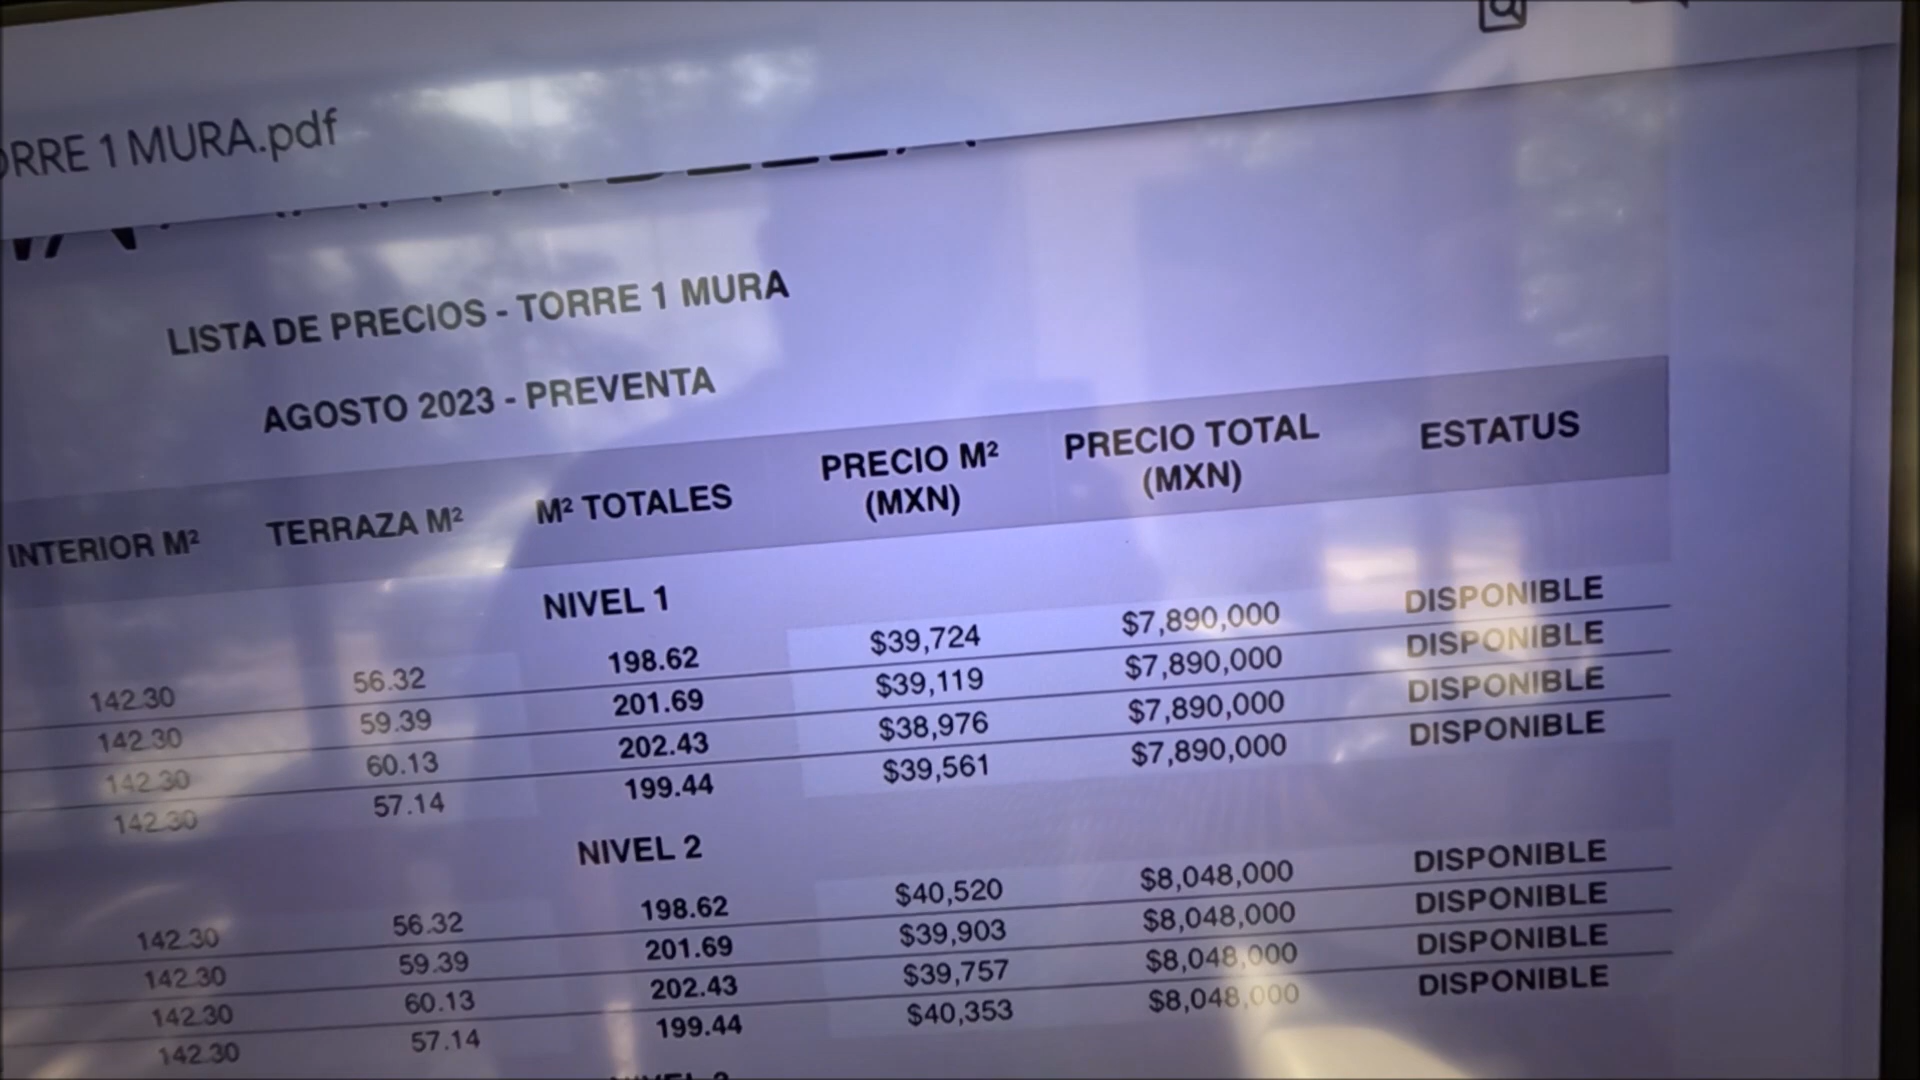 ORRE 1 MURA.pdf
LISTA DE PRECIOS - TORRE 1 MURA
AGOSTO 2023 - PREVENTA
INTERIOR M² TERRAZA M² M² TOTALES PRECIO M² (MXN) PRECIO TOTAL (MXN) ESTATUS
NIVEL 1
142.30 56.32 198.62 $39,724 $7,890,000 DISPONIBLE
142.30 59.39 201.69 $39,119 $7,890,000 DISPONIBLE
142.30 60.13 202.43 $38,976 $7,890,000 DISPONIBLE
142.30 57.14 199.44 $39,561 $7,890,000 DISPONIBLE
NIVEL 2
142.30 56.32 198.62 $40,520 $8,048,000 DISPONIBLE
142.30 59.39 201.69 $39,903 $8,048,000 DISPONIBLE
142.30 60.13 202.43 $39,757 $8,048,000 DISPONIBLE
142.30 57.14 199.44 $40,353 $8,048,000 DISPONIBLE